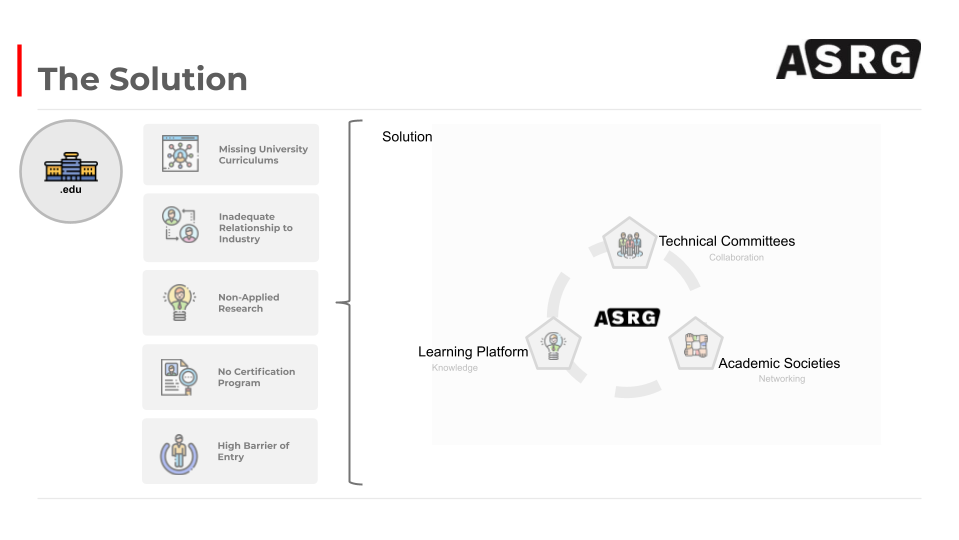 ASRG
The Solution
.edu
Missing University
Curriculums
Inadequate
Relationship to
Industry
Non-Applied
Research
No Certification
Program
High Barrier of
Entry
Solution
Technical Committees
Collaboration
ASRG
Learning Platform
Knowledge
Academic Societies
Networking